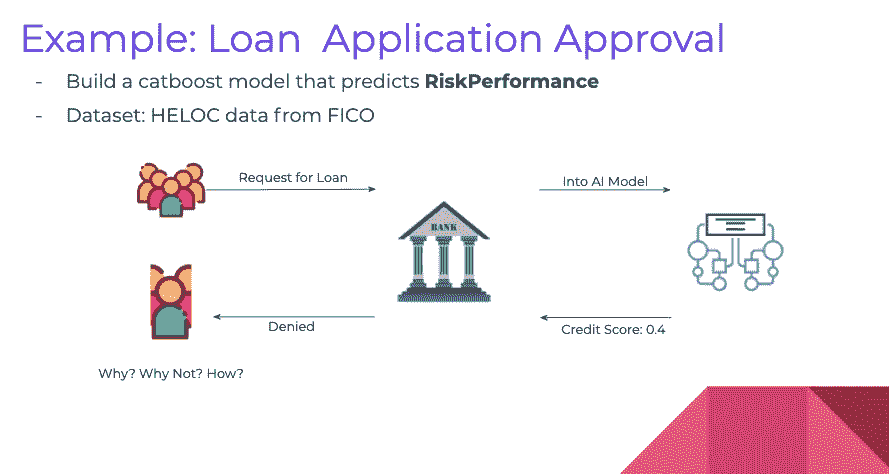 Example: Loan Application Approval
- Build a catboost model that predicts RiskPerformance
- Dataset: HELOC data from FICO
Request for Loan
Into AI Model
BANK
Denied
Credit Score: 0.4
Why? Why Not? How?